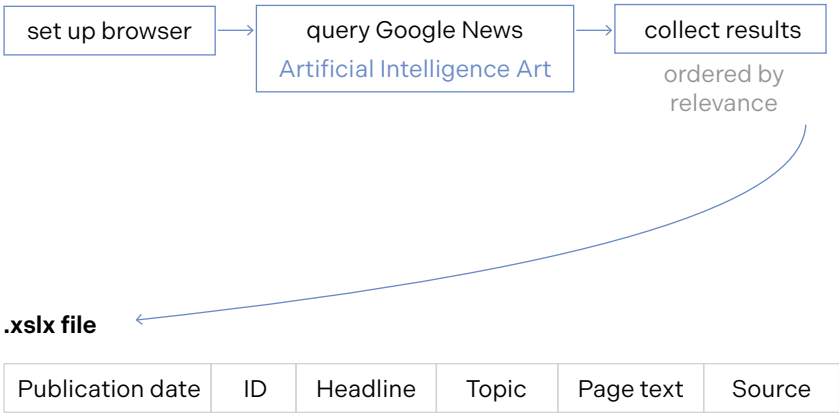 set up browser
query Google News
Artificial Intelligence Art
collect results
ordered by
relevance
.xslx file
Publication date ID Headline Topic Page text Source